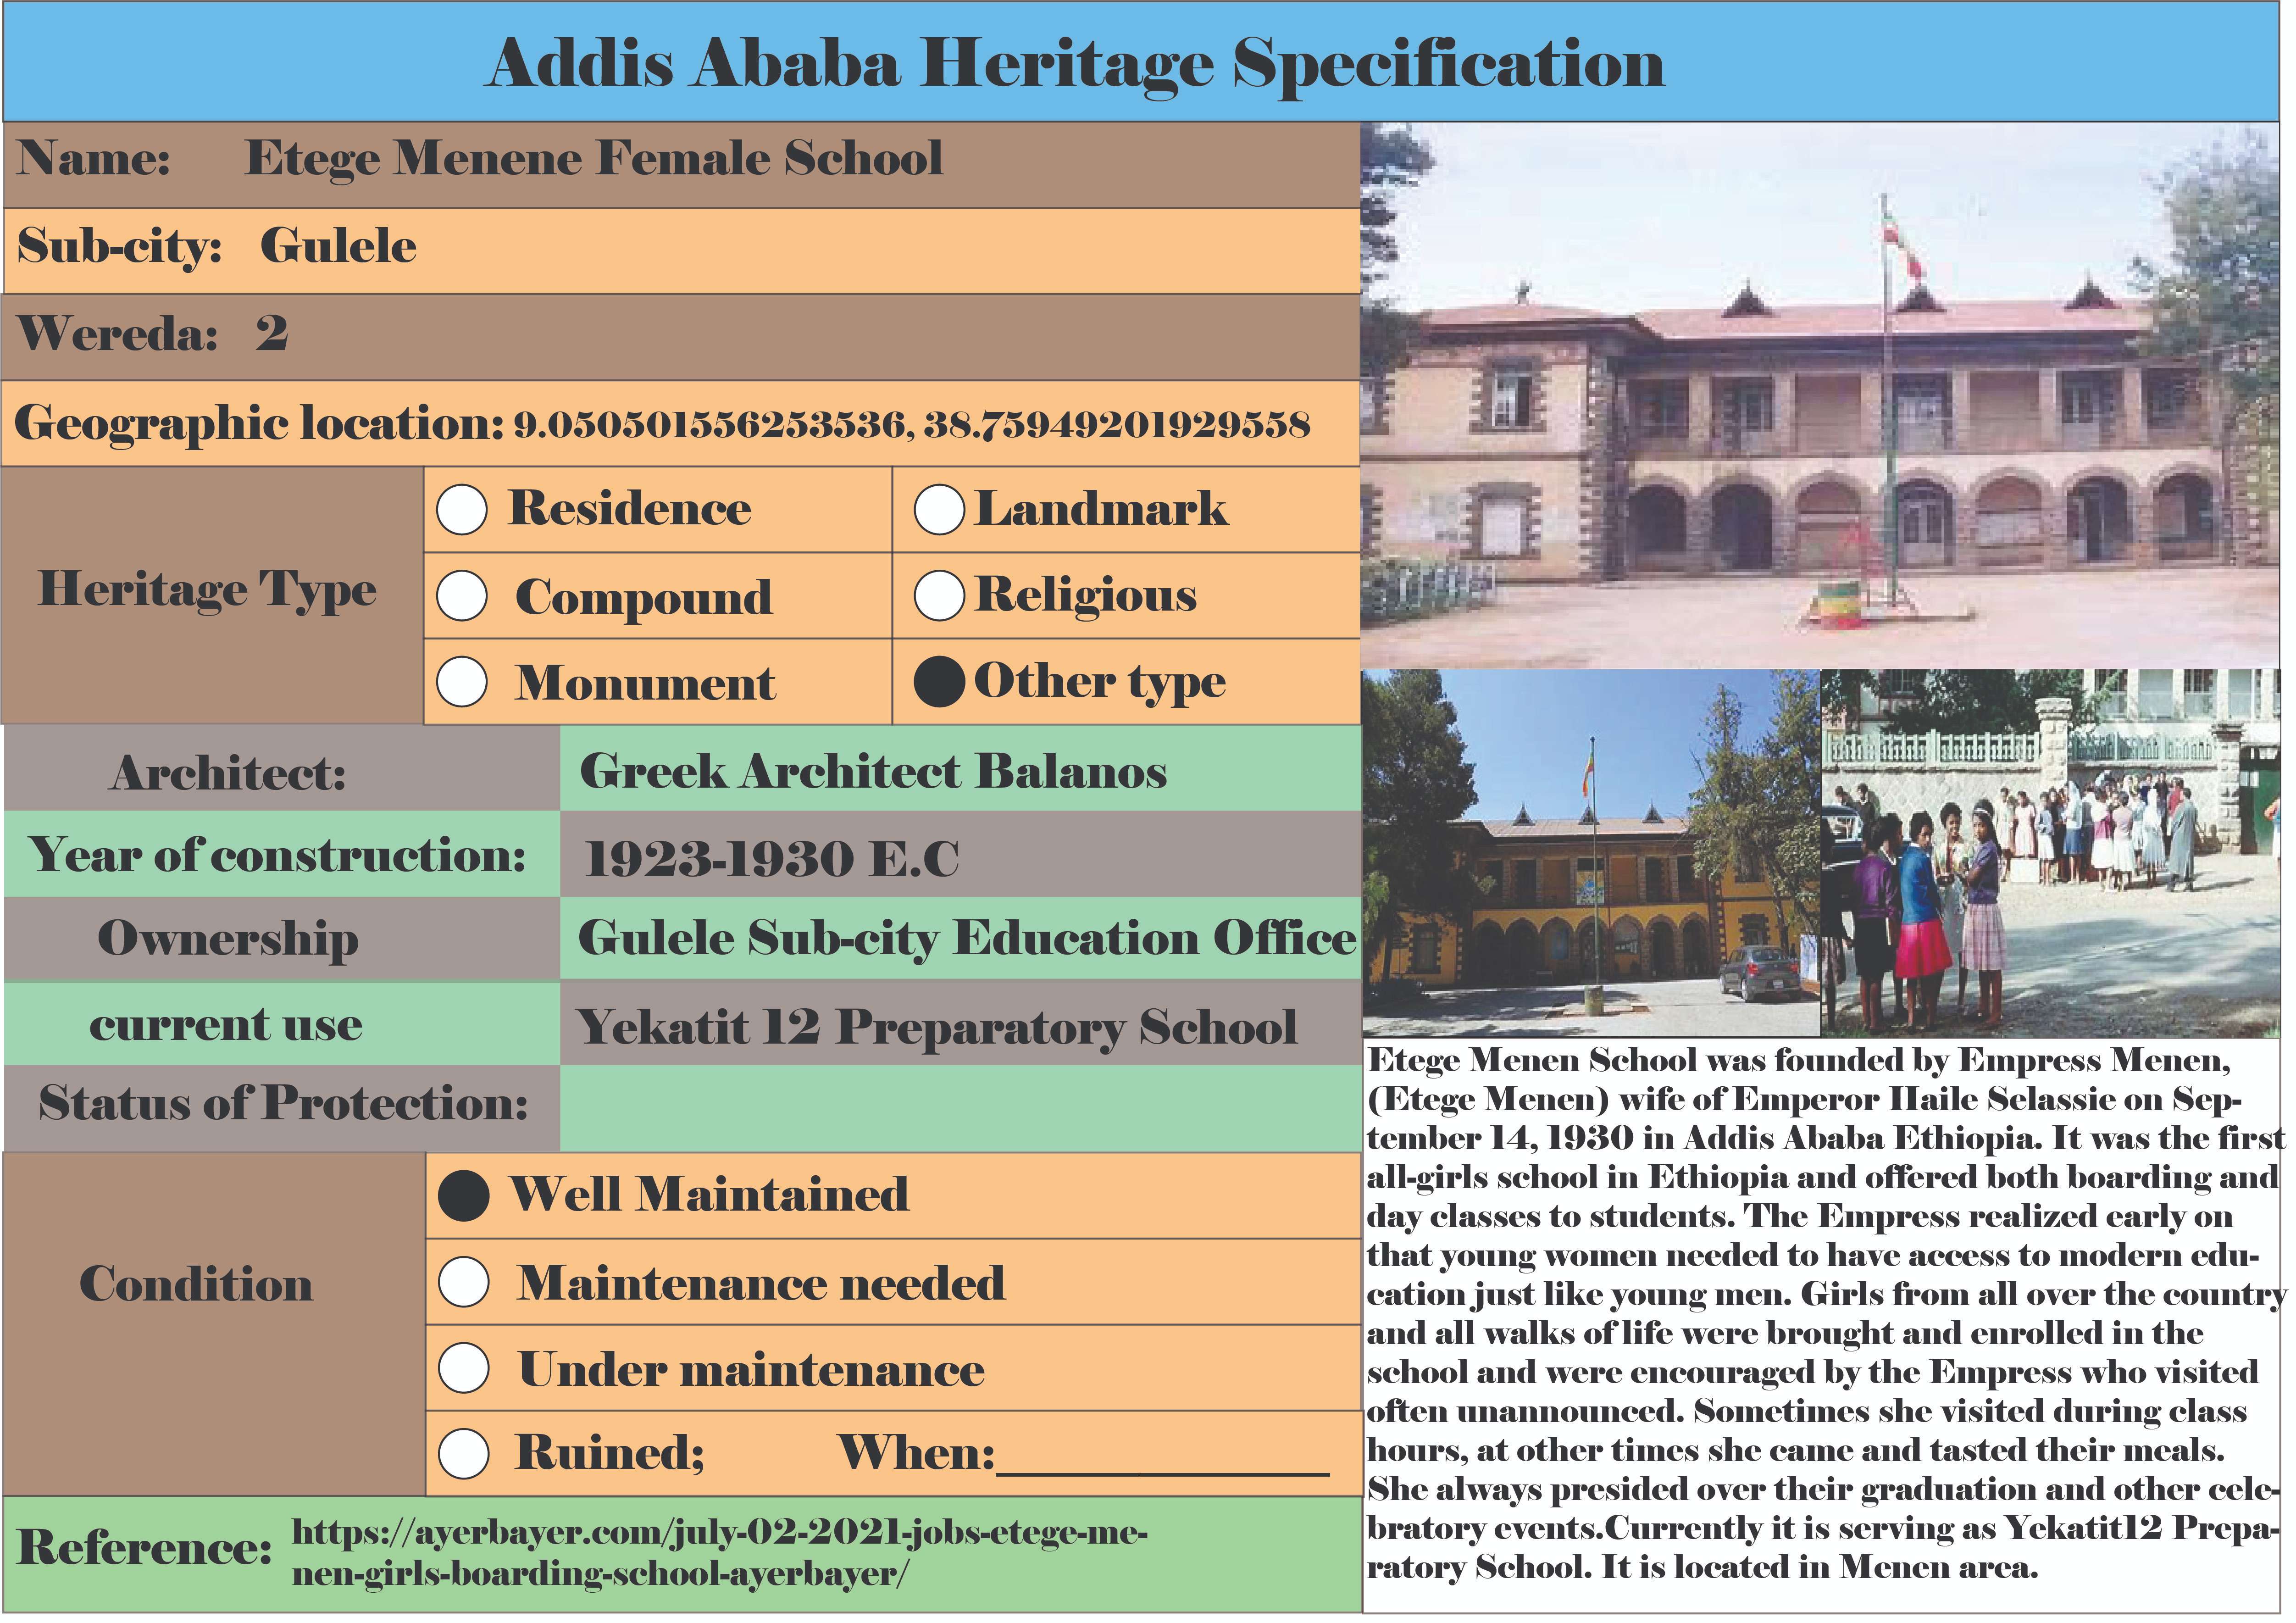 Addis Ababa Heritage Specification
Name: Etege Menene Female School
Sub-city: Gulele
Wereda: 2
Geographic location: 9.050501556253536, 38.75949201929558
Heritage Type
Residence
Landmark
Compound
Religious
Monument
Other type
Architect: Greek Architect Balanos
Year of construction: 1923-1930 E.C
Ownership Gulele Sub-city Education Office
current use Yekatit 12 Preparatory School
Status of Protection:
Condition
Well Maintained
Maintenance needed
Under maintenance
Ruined; When:
Reference: https://ayerbayer.com/july-02-2021-jobs-etege-me-
nen-girls-boarding-school-ayerbayer/
Etege Menen School was founded by Empress Menen,
(Etege Menen) wife of Emperor Haile Selassie on Sep-
tember 14, 1930 in Addis Ababa Ethiopia. It was the first
all-girls school in Ethiopia and offered both boarding and
day classes to students. The Empress realized early on
that young women needed to have access to modern edu-
cation just like young men. Girls from all over the country
and all walks of life were brought and enrolled in the
school and were encouraged by the Empress who visited
often unannounced. Sometimes she visited during class
hours, at other times she came and tasted their meals.
She always presided over their graduation and other cele-
bratory events.Currently it is serving as Yekatit12 Prepa-
ratory School. It is located in Menen area.